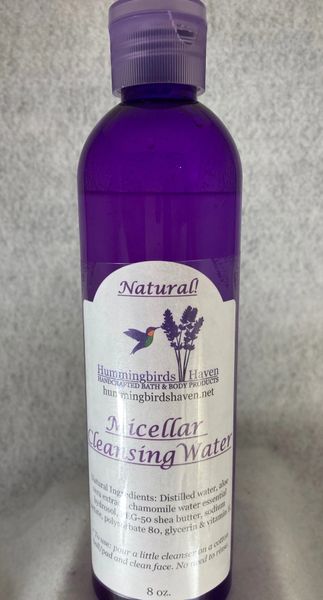 Natural!
Hummingbirds Haven
HANDCRAFTED BATH & BODY PRODUCTS
hummingbirdshaven.net
Micellar
Cleansing Water
Natural Ingredients: Distilled water, aloe
extract, chamomile water essential
hydrosol, EG-50 shea butter, sodium
polysorbate 80, glycerin & vitamin E.
To use: pour a little cleanser on a cotton
pad and clean face. No need to rinse.
8 oz.